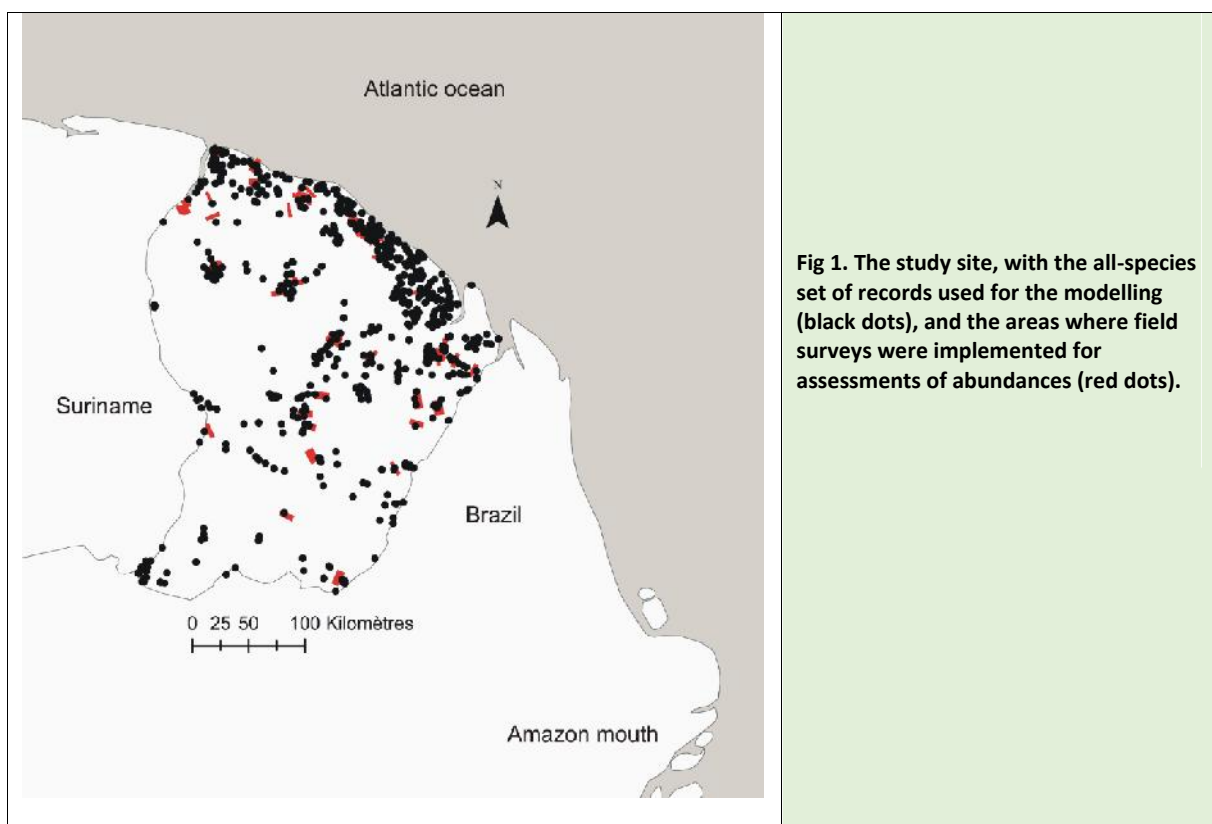 Atlantic ocean
N
Suriname
Brazil
0 25 50 100 Kilomètres
Amazon mouth
Fig 1. The study site, with the all-species
set of records used for the modelling
(black dots), and the areas where field
surveys were implemented for
assessments of abundances (red dots).